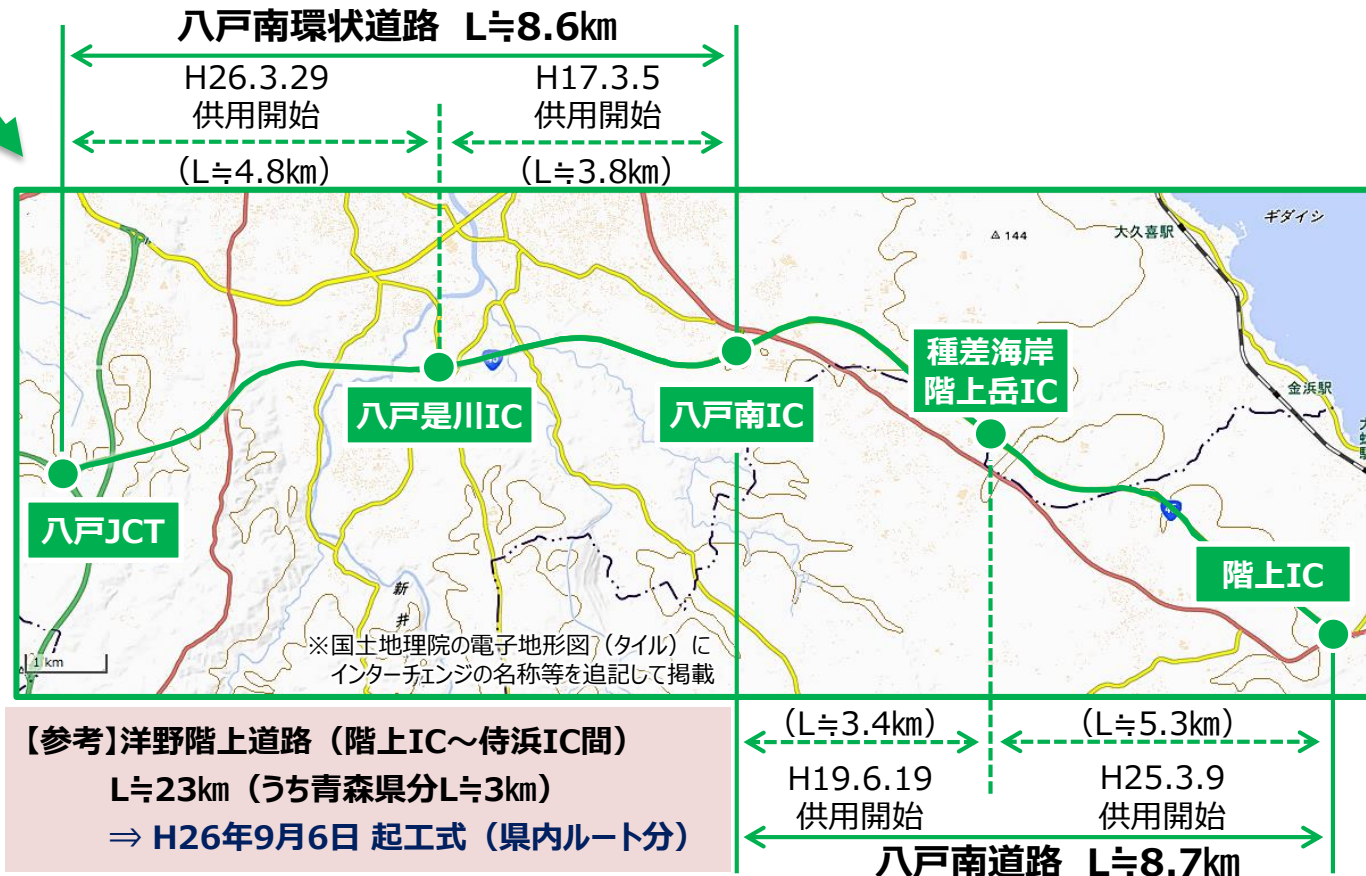 八戸南環状道路 L≒8.6㎞
H26.3.29
供用開始
(L≒4.8㎞)
H17.3.5
供用開始
(L≒3.8㎞)
ギダイシ
144
大久喜駅
種差海岸
階上岳IC
金浜駅
八戸是川IC
45
八戸南IC
八戸JCT
45
階上IC
新
井
※国土地理院の電子地形図（タイル）に
インターチェンジの名称等を追記して掲載
1 km
【参考】洋野階上道路（階上IC～侍浜IC間）
L≒23㎞（うち青森県分L≒3㎞）
⇒ H26年9月6日 起工式（県内ルート分）
(L≒3.4㎞)
H19.6.19
供用開始
(L≒5.3㎞)
H25.3.9
供用開始
八戸南道路 L≒8.7㎞